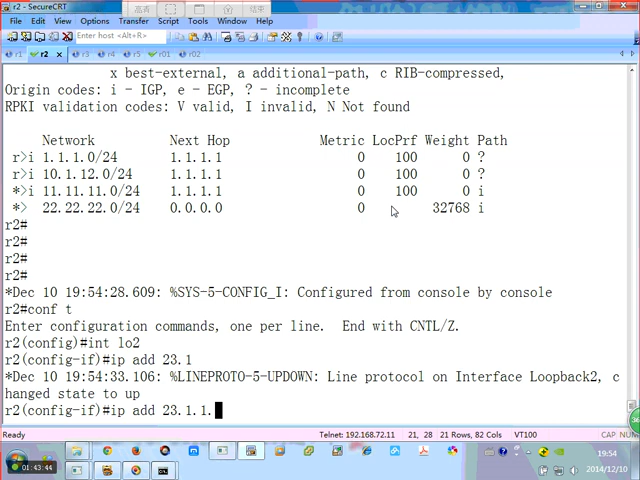 r2 - SecureCRT
File Edit View Options Transfer Script Tools Window Help
Enter host <Alt+R>
r1 r2 r3 r4 r5 r01 r02
x best-external, a additional-path, c RIB-compressed,
Origin codes: i - IGP, e - EGP, ? - incomplete
RPKI validation codes: V valid, I invalid, N Not found
Network Next Hop Metric LocPrf Weight Path
r>i 1.1.1.0/24 1.1.1.1 0 100 0 ?
r>i 10.1.12.0/24 1.1.1.1 0 100 0 ?
*>i 11.11.11.0/24 1.1.1.1 0 100 0 i
*> 22.22.22.0/24 0.0.0.0 0 32768 i
r2#
r2#
r2#
r2#
*Dec 10 19:54:28.609: %SYS-5-CONFIG_I: Configured from console by console
r2#conf t
Enter configuration commands, one per line. End with CNTL/Z.
r2(config)#int lo2
r2(config-if)#ip add 23.1
*Dec 10 19:54:33.106: %LINEPROTO-5-UPDOWN: Line protocol on Interface Loopback2, c
hanged state to up
r2(config-if)#ip add 23.1.1.
Ready Telnet: 192.168.72.11 21, 28 21 Rows, 82 Cols VT100 CAP NUM
19:54
01:43:44
2014/12/10